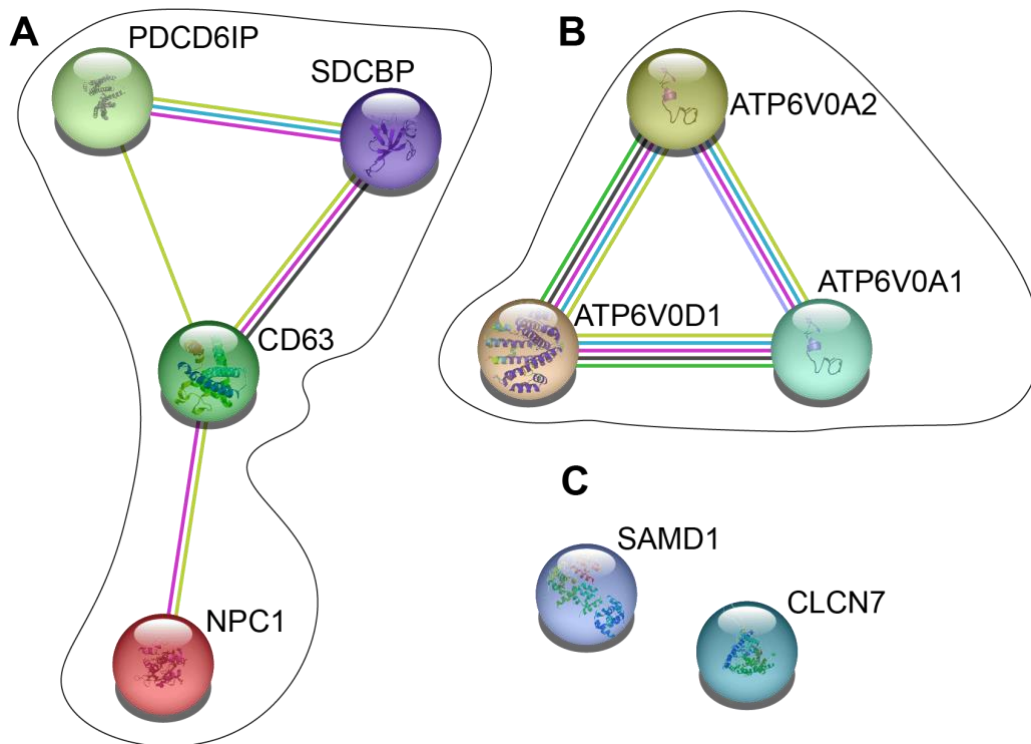 A
PDCD6IP
SDCBP
CD63
NPC1
B
ATP6V0A2
ATP6V0A1
ATP6V0D1
C
SAMD1
CLCN7